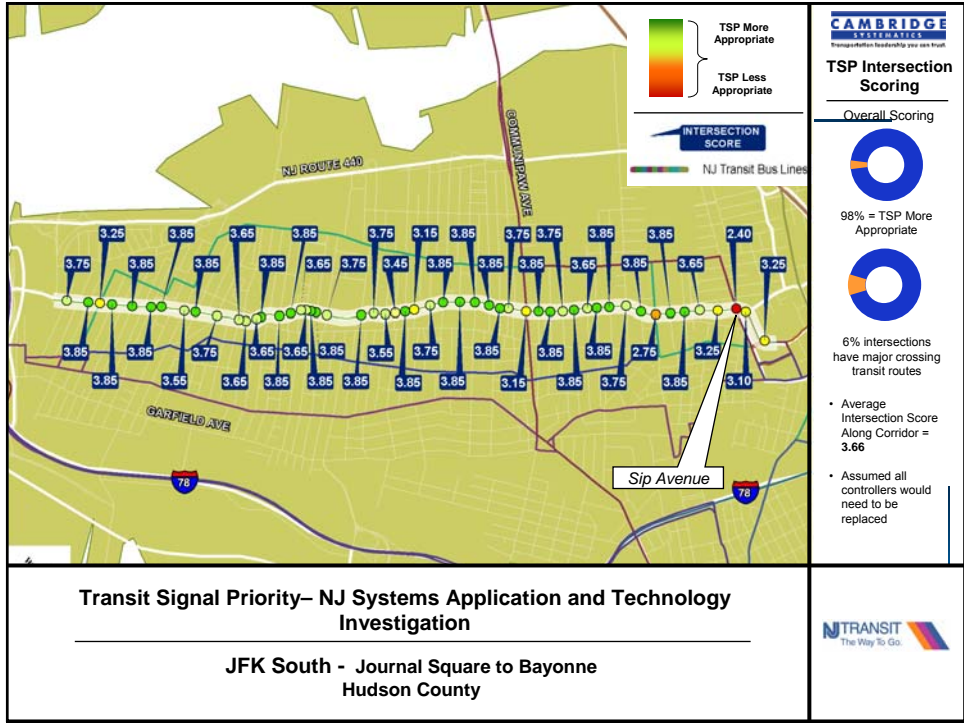 TSP More
Appropriate
TSP Less
Appropriate
INTERSECTION
SCORE
NJ Transit Bus Lines
NJ ROUTE 440
COMMUNIPAW AVE
3.25
3.85
3.65
3.85
3.75
3.15
3.85
3.75
3.75
3.85
3.85
2.40
3.75
3.85
3.85
3.85
3.65
3.75
3.45
3.85
3.85
3.85
3.65
3.85
3.65
3.25
3.85
3.85
3.75
3.65
3.65
3.85
3.55
3.75
3.85
3.85
3.85
2.75
3.25
3.85
3.55
3.65
3.85
3.85
3.85
3.85
3.85
3.15
3.85
3.75
3.85
3.10
GARFIELD AVE
78
Sip Avenue
78
CAMBRIDGE
SYSTEMATICS
Transportation leadership you can trust.
TSP Intersection
Scoring
Overall Scoring
98% = TSP More
Appropriate
6% intersections
have major crossing
transit routes
• Average
Intersection Score
Along Corridor =
3.66
• Assumed all
controllers would
need to be
replaced
Transit Signal Priority– NJ Systems Application and Technology
Investigation
JFK South - Journal Square to Bayonne
Hudson County
NJ TRANSIT
The Way To Go.